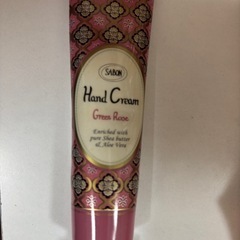 SABON
Hand Cream
Green Rose
Enriched with
pure Shea butter
& Aloe Vera